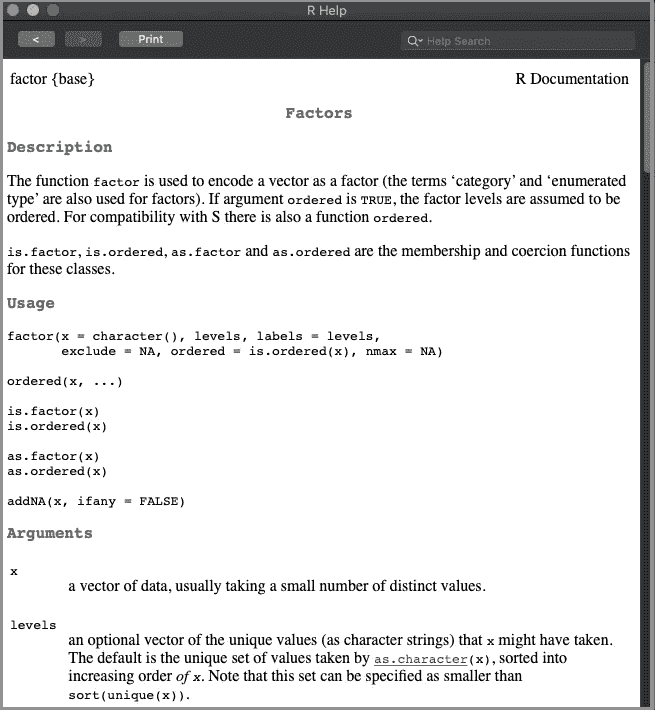 R Help
< > Print Help Search
factor {base} R Documentation
Factors
Description
The function factor is used to encode a vector as a factor (the terms ‘category’ and ‘enumerated
type’ are also used for factors). If argument ordered is TRUE, the factor levels are assumed to be
ordered. For compatibility with S there is also a function ordered.
is.factor, is.ordered, as.factor and as.ordered are the membership and coercion functions
for these classes.
Usage
factor(x = character(), levels, labels = levels,
exclude = NA, ordered = is.ordered(x), nmax = NA)
ordered(x, ...)
is.factor(x)
is.ordered(x)
as.factor(x)
as.ordered(x)
addNA(x, ifany = FALSE)
Arguments
x
a vector of data, usually taking a small number of distinct values.
levels
an optional vector of the unique values (as character strings) that x might have taken.
The default is the unique set of values taken by as.character(x), sorted into
increasing order of x. Note that this set can be specified as smaller than
sort(unique(x)).